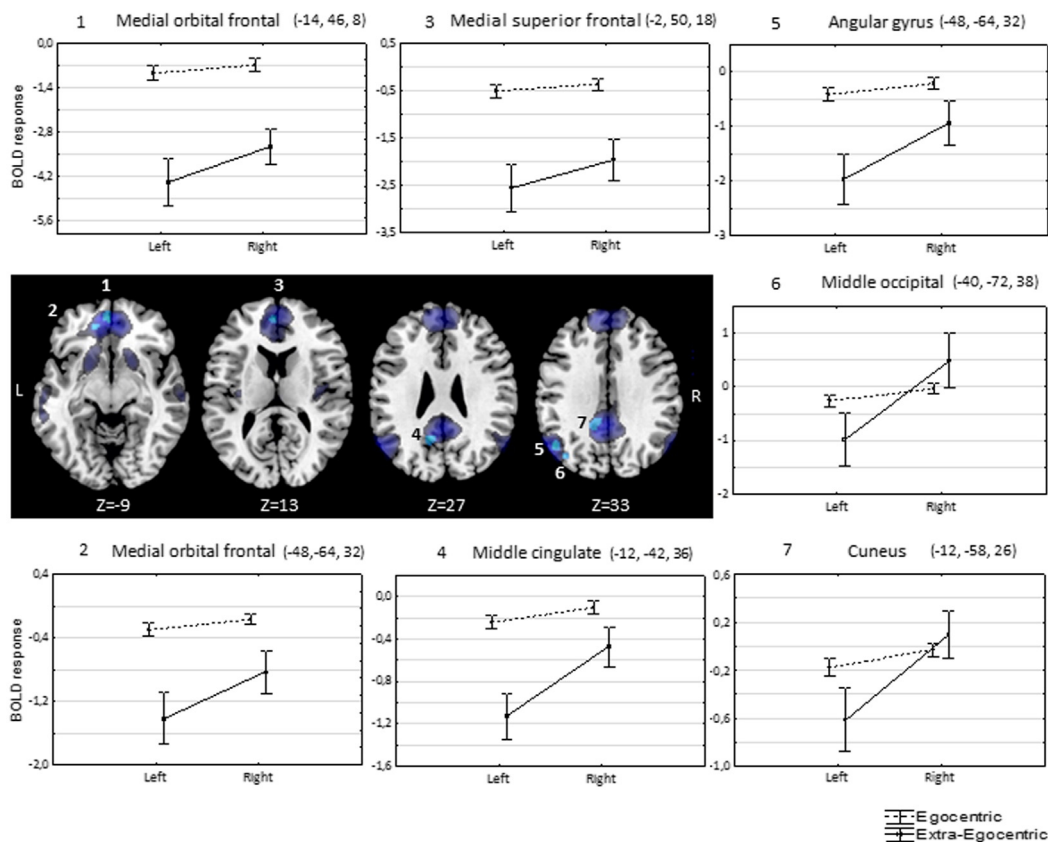 1 Medial orbital frontal (-14, 46, 8)
BOLD response
0,0
-1,4
-2,8
-4,2
-5,6
Left Right
3 Medial superior frontal (-2, 50, 18)
0,5
-0,5
-1,5
-2,5
-3,5
Left Right
5 Angular gyrus (-48, -64, 32)
0
-1
-2
-3
Left Right
1 3
2
L
4
7
5
6
R
Z=-9 Z=13 Z=27 Z=33
6 Middle occipital (-40, -72, 38)
1
0
-1
-2
Left Right
2 Medial orbital frontal (-48,-64, 32)
BOLD response
0,4
-0,4
-1,2
-2,0
Left Right
4 Middle cingulate (-12, -42, 36)
0,0
-0,4
-0,8
-1,2
-1,6
Left Right
7 Cuneus (-12, -58, 26)
0,6
0,2
-0,2
-0,6
-1,0
Left Right
Egocentric
Extra-Egocentric